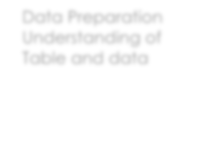 Data Preparation
Understanding of
Table and data